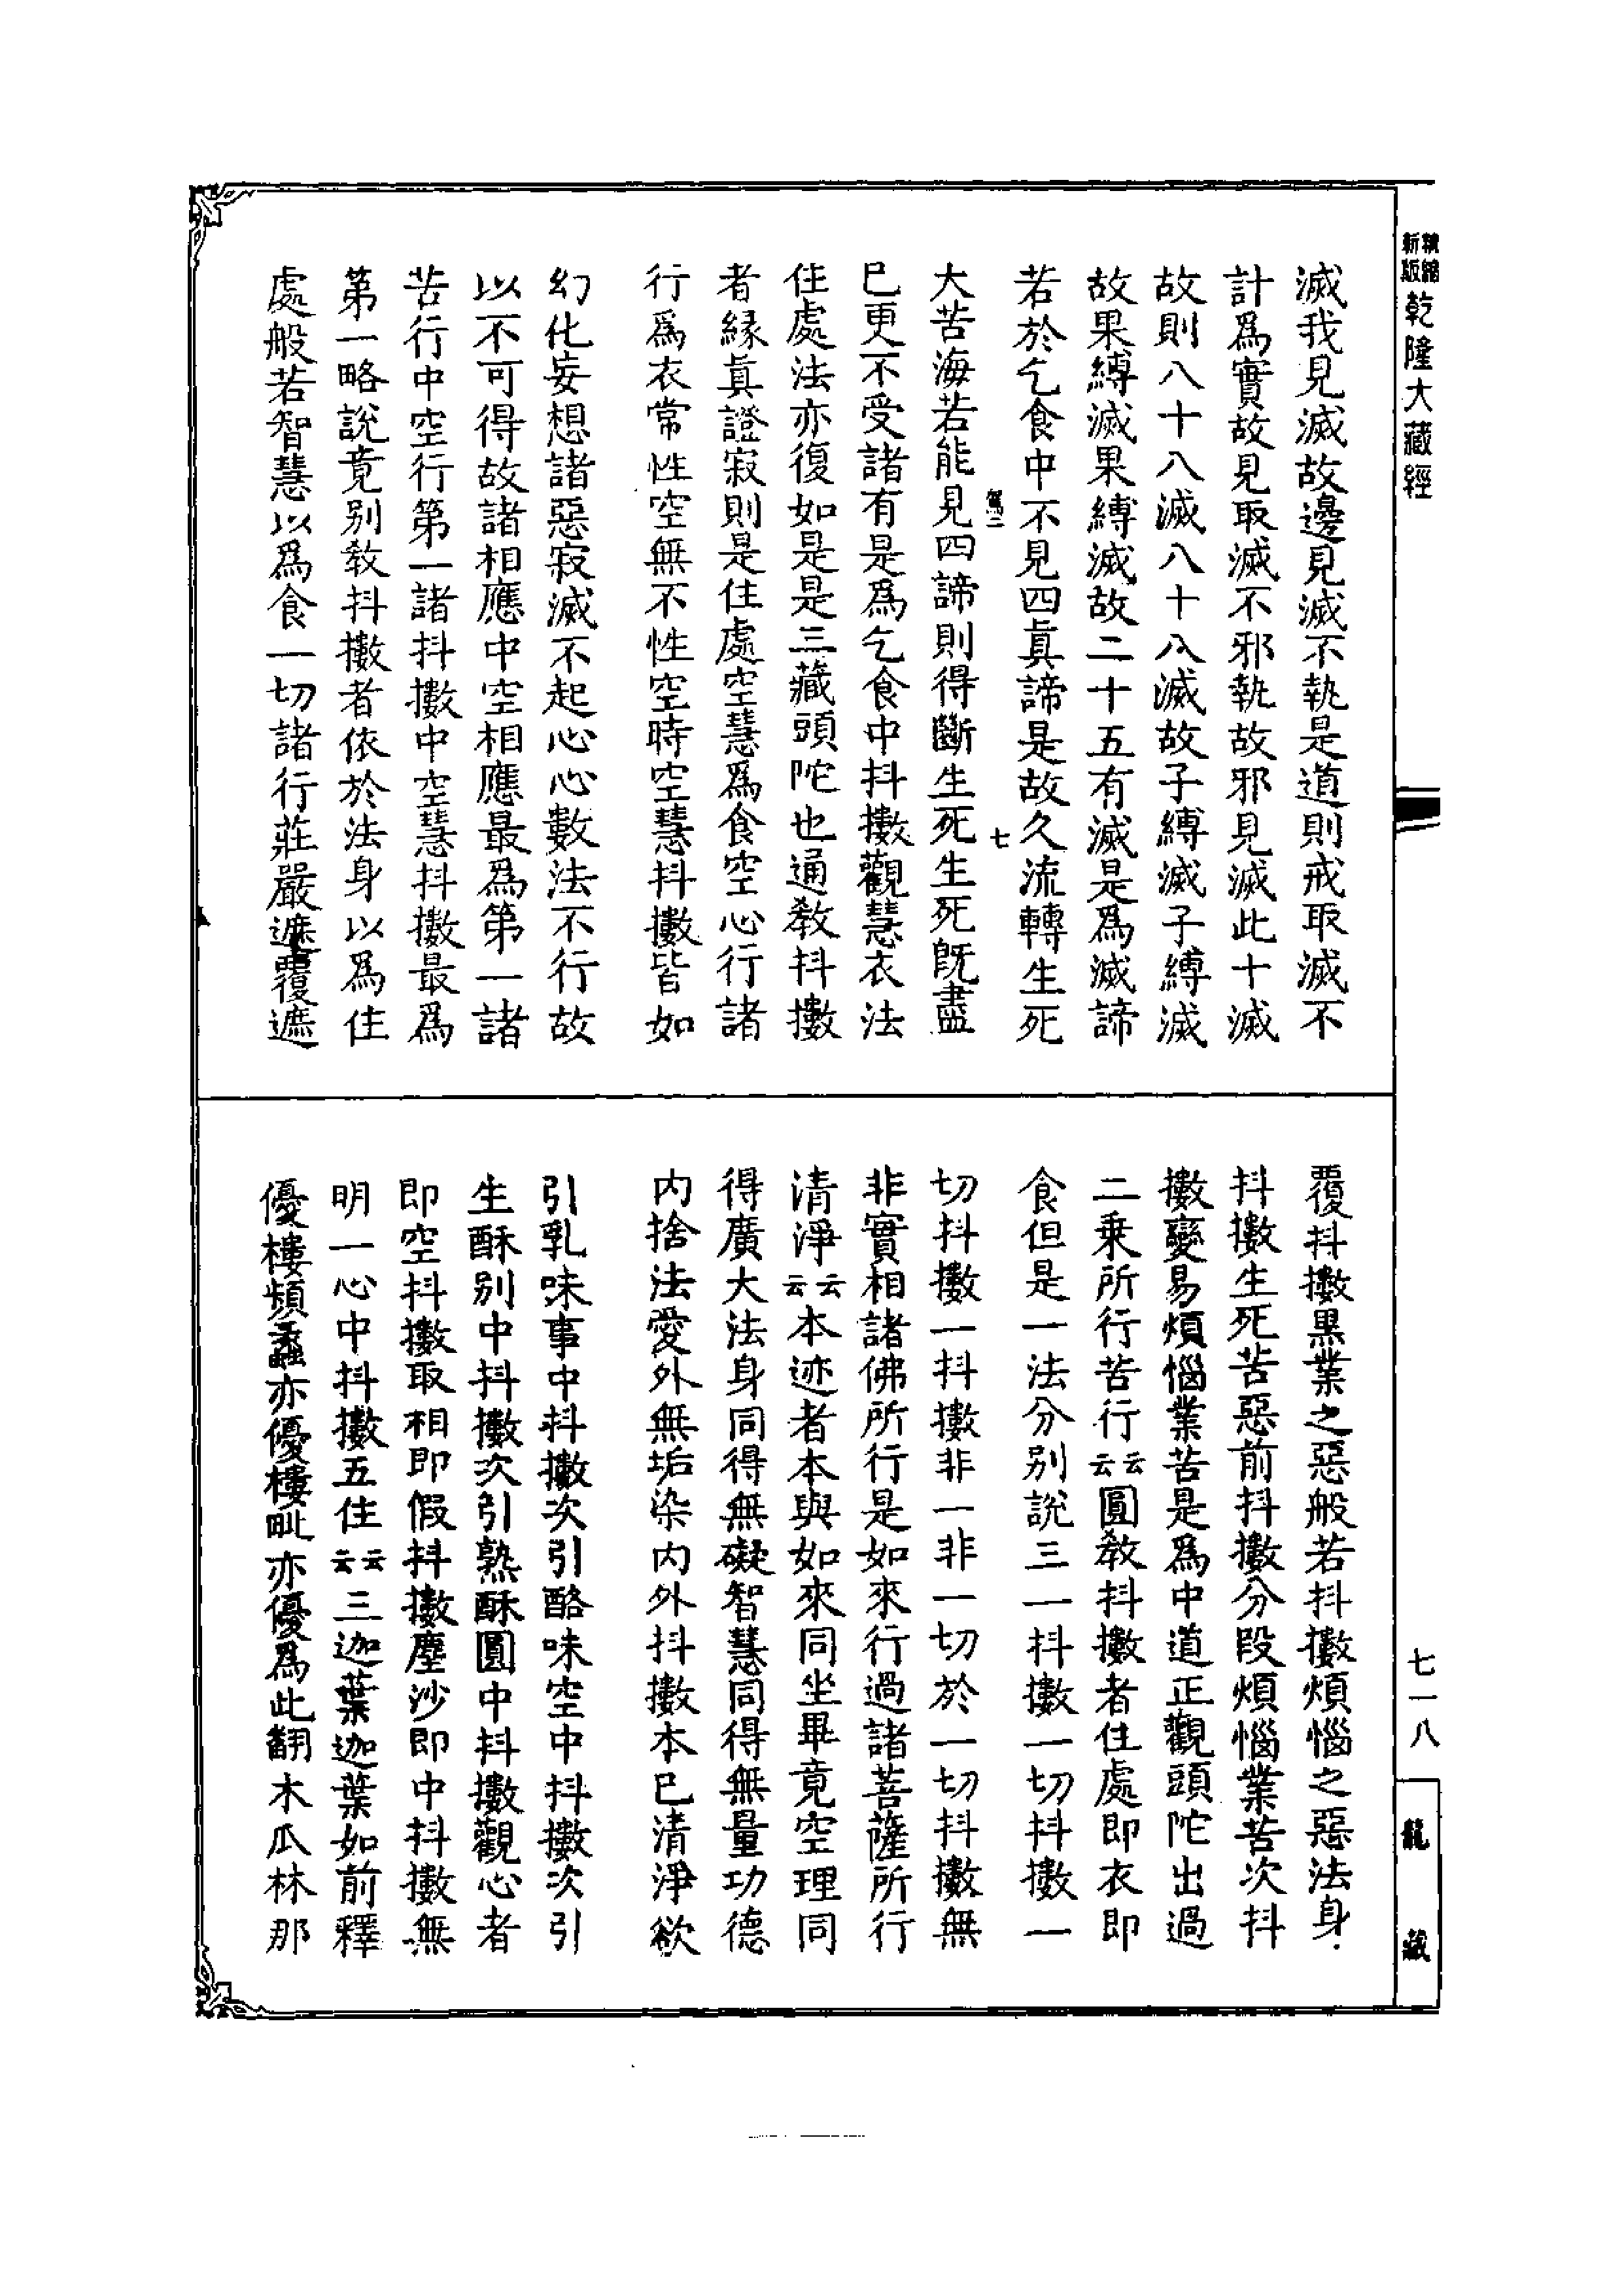 精縮
新版
乾隆大藏經
滅我見滅故邊見滅不執是道則戒取滅不
計爲實故見取滅不邪執故邪見滅此十滅
故則八十八滅八十八滅故子縛滅子縛滅
故果縛滅果縛滅故二十五有滅是爲滅諦
若於乞食中不見四眞諦是故久流轉生死
七
大苦海若能見四諦則得斷生死生死旣盡
已更不受諸有是爲乞食中抖擻觀慧衣法
住處法亦復如是是三藏頭陀也通教抖擻
者緣眞證寂則是住處空慧爲食空心行諸
行爲衣常性空無不性空時空慧抖擻皆如
幻化妄想諸惡寂滅不起心心數法不行故
以不可得故諸相應中空相應最爲第一諸
苦行中空行第一諸抖擻中空慧抖擻最爲
第一略說竟別教抖擻者依於法身以爲住
處般若智慧以爲食一切諸行莊嚴遮覆遮
覆抖擻黑業之惡般若抖擻煩惱之惡法身
抖擻生死苦惡前抖擻分段煩惱業苦次抖
擻變易煩惱業苦是爲中道正觀頭陀出過
二乘所行苦行云云圓教抖擻者住處即衣即
食但是一法分別說三一抖擻一切抖擻一
切抖擻一抖擻非一非一切於一切抖擻無
非實相諸佛所行是如來行過諸菩薩所行
清淨云云本迹者本與如來同坐畢竟空理同
得廣大法身同得無礙智慧同得無量功德
内捨法愛外無垢染内外抖擻本已清淨欲
引乳味事中抖擻次引酪味空中抖擻次引
生酥別中抖擻次引熟酥圓中抖擻觀心者
即空抖擻取相即假抖擻塵沙即中抖擻無
明一心中抖擻五住云云三迦葉迦葉如前釋
優樓頻螽亦優樓毗亦優爲此翻木瓜林那
七一八
龍藏